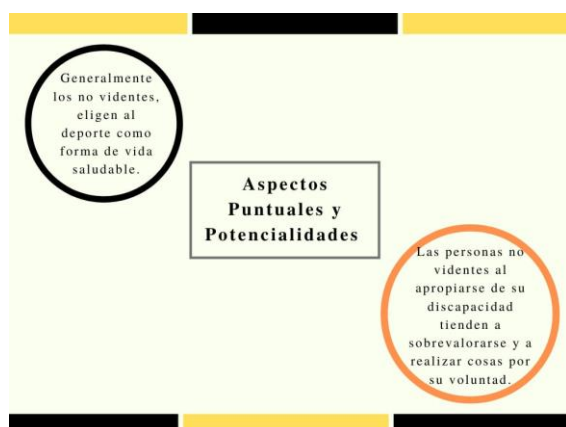 Generalmente
los no videntes,
eligen al
deporte como
forma de vida
saludable.
Aspectos
Puntuales y
Potencialidades
Las personas no
videntes al
apropiarse de su
discapacidad
tienden a
sobrevalorarse y a
realizar cosas por
su voluntad.